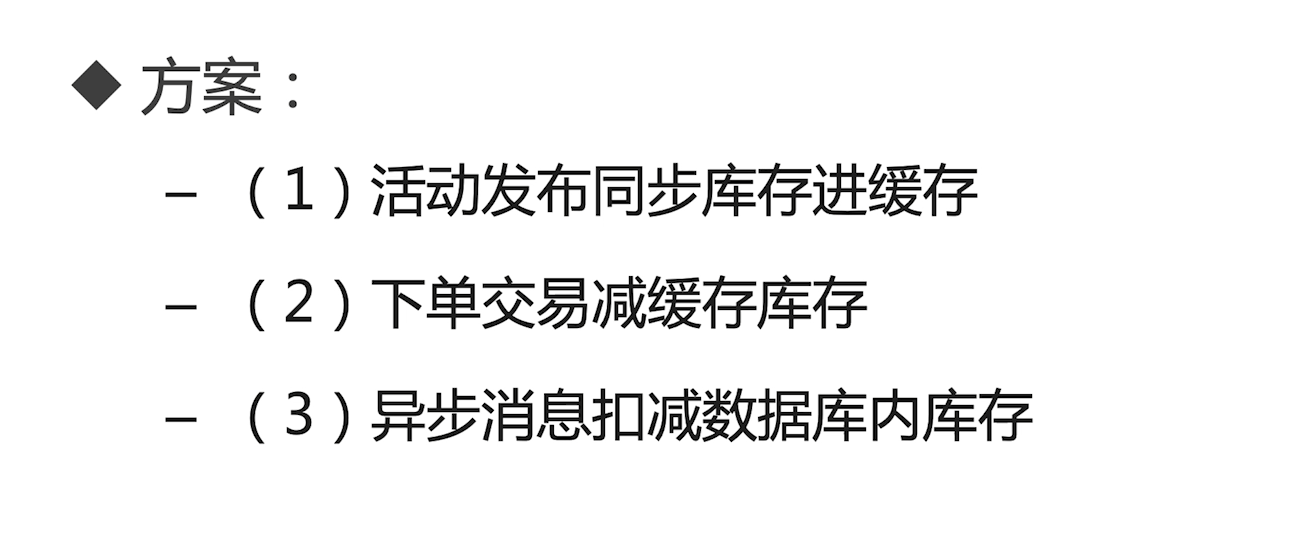 ◆ 方案：
– （1）活动发布同步库存进缓存
– （2）下单交易减缓存库存
– （3）异步消息扣减数据库内库存